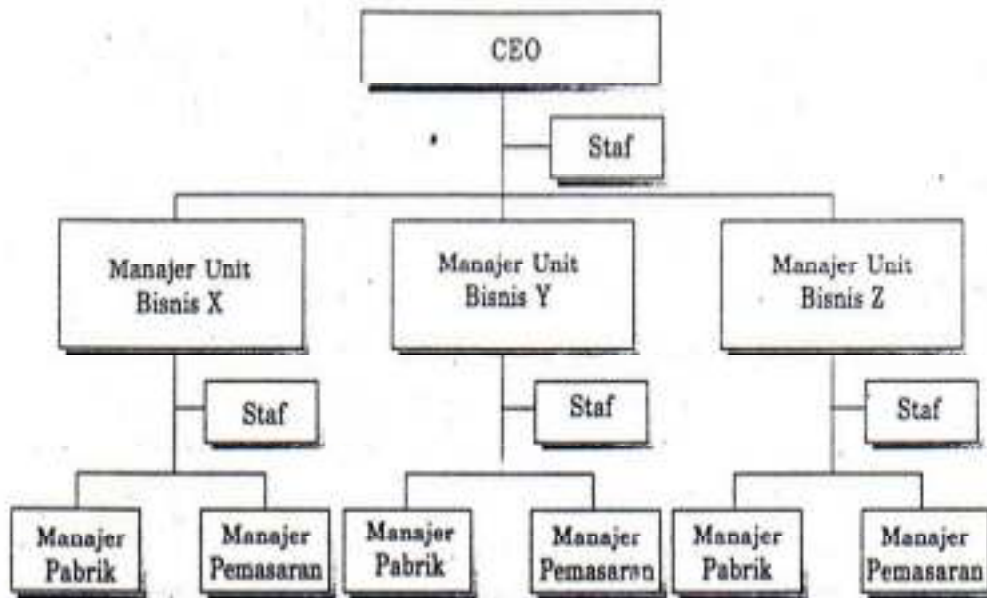 CEO
Staf
Manajer Unit
Bisnis X
Manajer Unit
Bisnis Y
Manajer Unit
Bisnis Z
Staf
Staf
Staf
Manajer
Pabrik
Manajer
Pemasaran
Manajer
Pabrik
Manajer
Pemasaran
Manajer
Pabrik
Manajer
Pemasaran